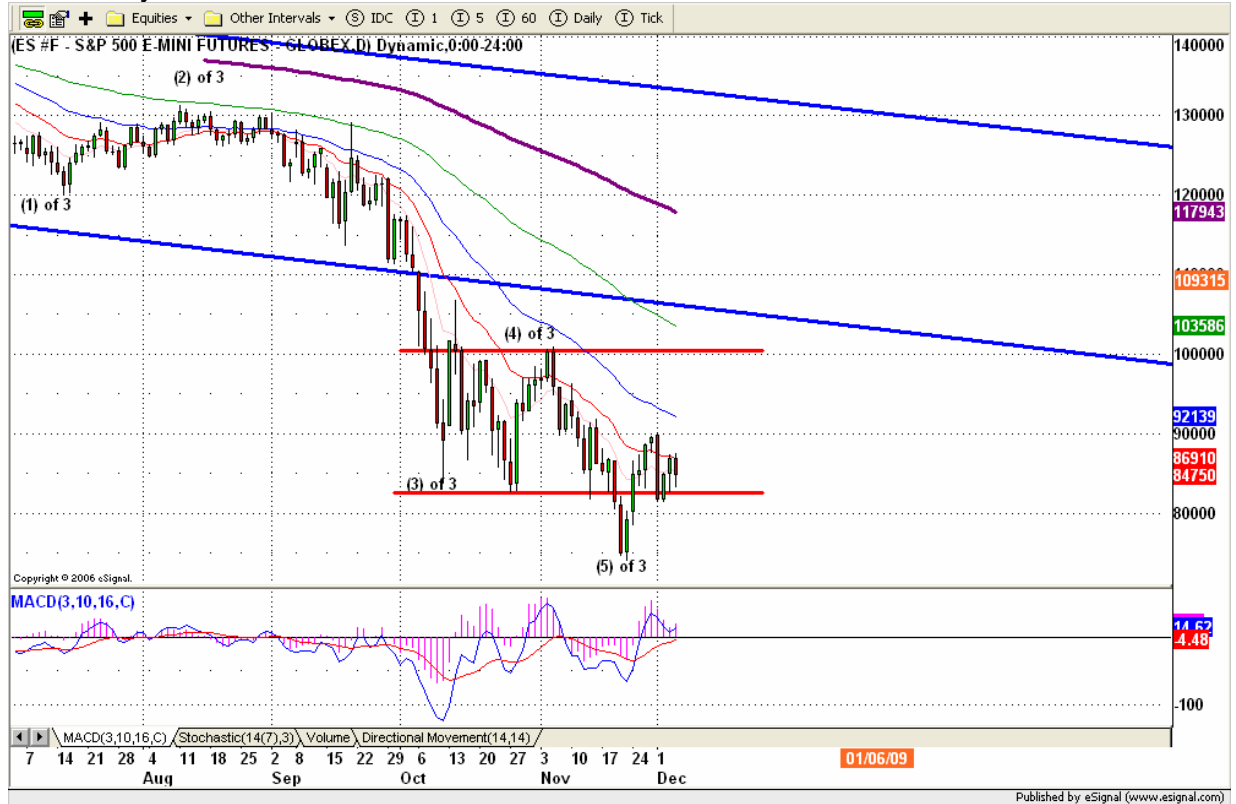 Equities Other Intervals IDC 1 5 60 Daily Tick
(ES #F - S&P 500 E-MINI FUTURES - GLOBEX,D) Dynamic,0:00-24:00
140000
(2) of 3
130000
120000
(1) of 3
117943
109315
103586
(4) of 3
100000
92139
90000
86910
84750
(3) of 3
80000
(5) of 3
Copyright © 2006 eSignal.
MACD(3,10,16,C)
14.62
-4.48
-100
MACD(3,10,16,C) Stochastic(14(7),3) Volume Directional Movement(14,14)
7 14 21 28 4 11 18 25 2 8 15 22 29 6 13 20 27 3 10 17 24 1 01/06/09
Aug Sep Oct Nov Dec
Published by eSignal (www.esignal.com)